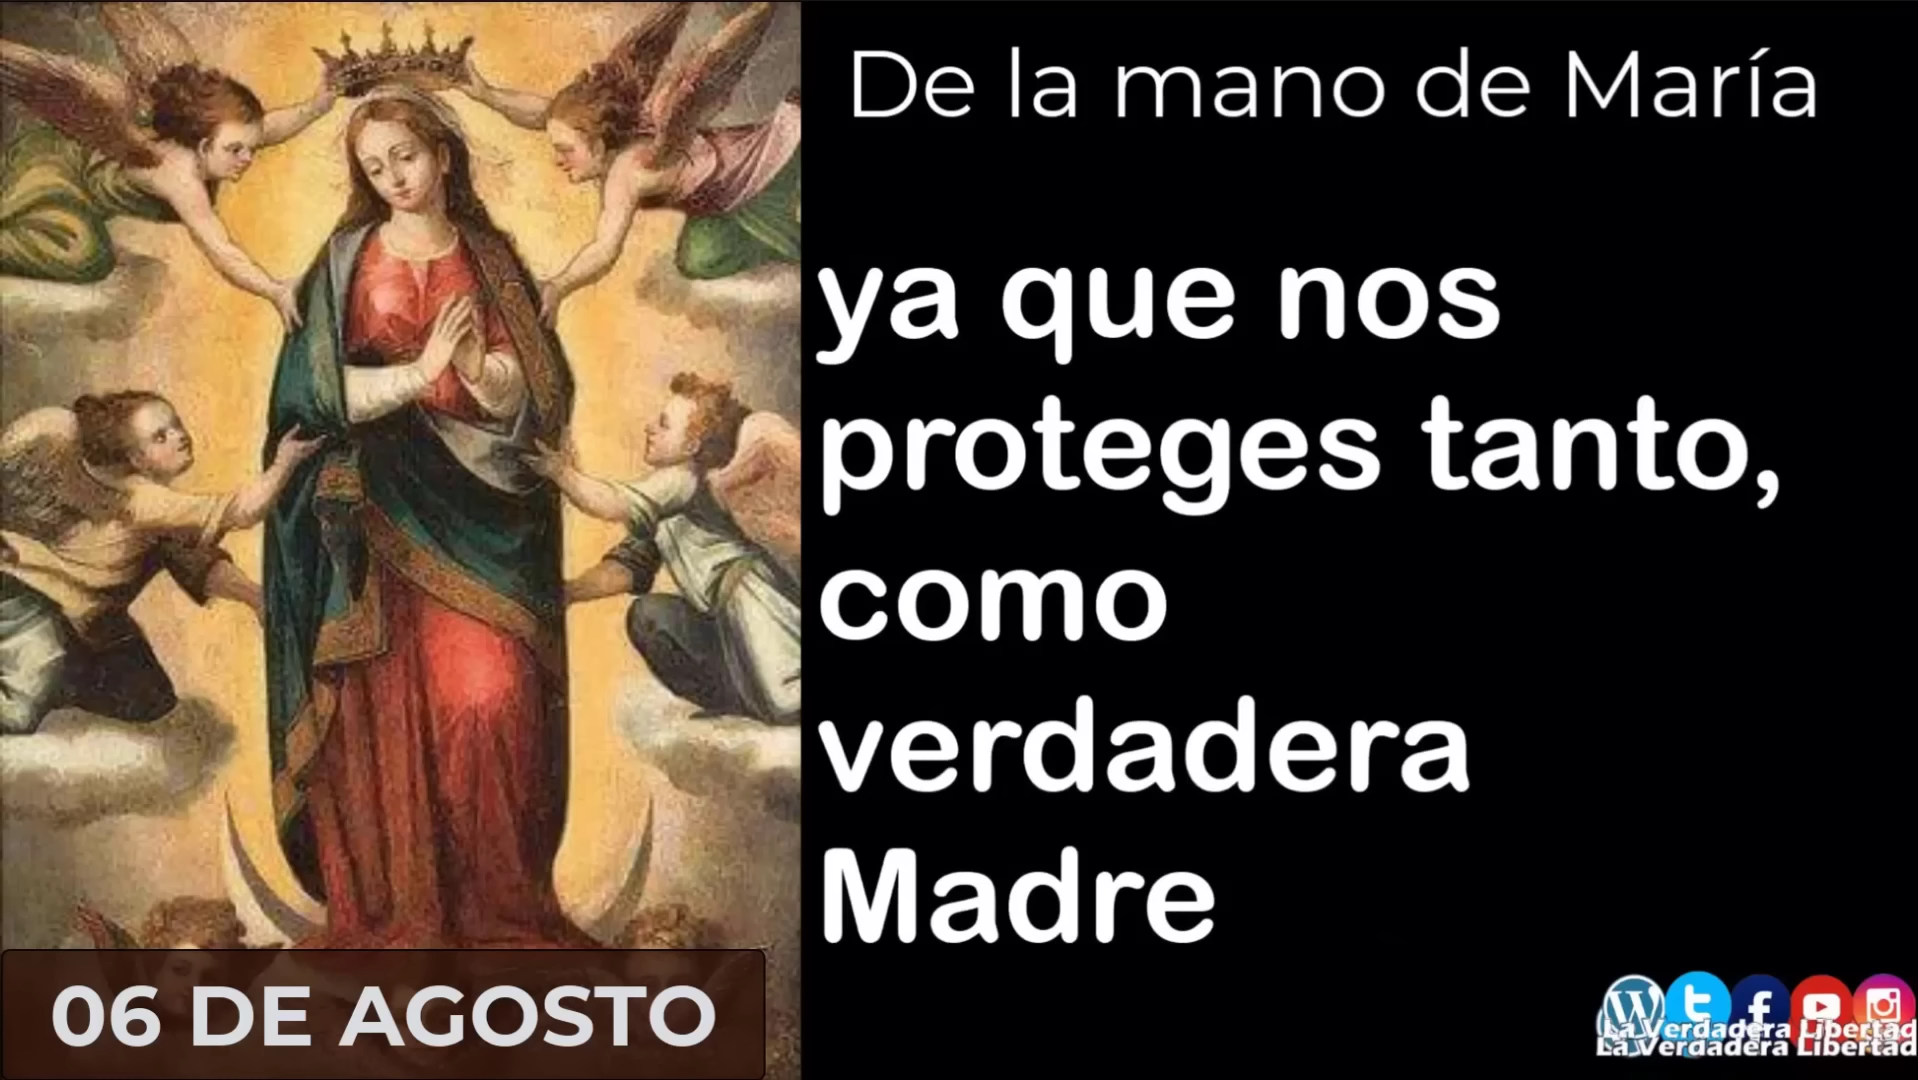 De la mano de María
ya que nos
proteges tanto,
como
verdadera
Madre
06 DE AGOSTO
La Verdadera Libertad
La Verdadera Libertad